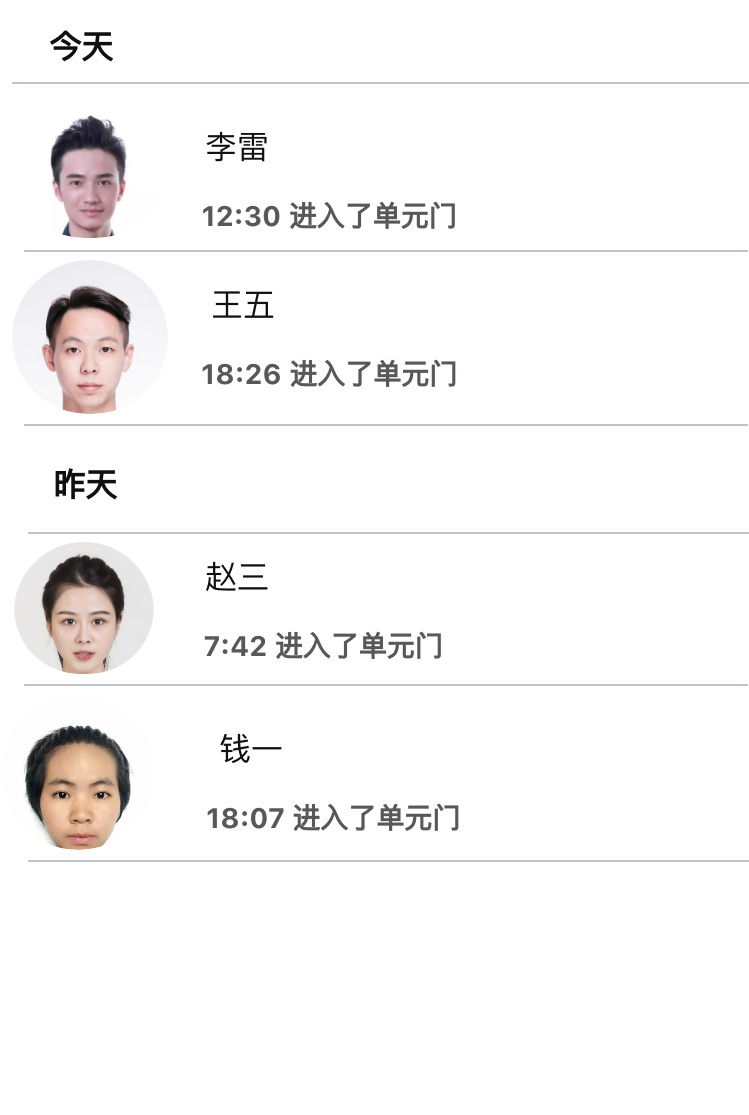 今天
李雷
12:30 进入了单元门
王五
18:26 进入了单元门
昨天
赵三
7:42 进入了单元门
钱一
18:07 进入了单元门